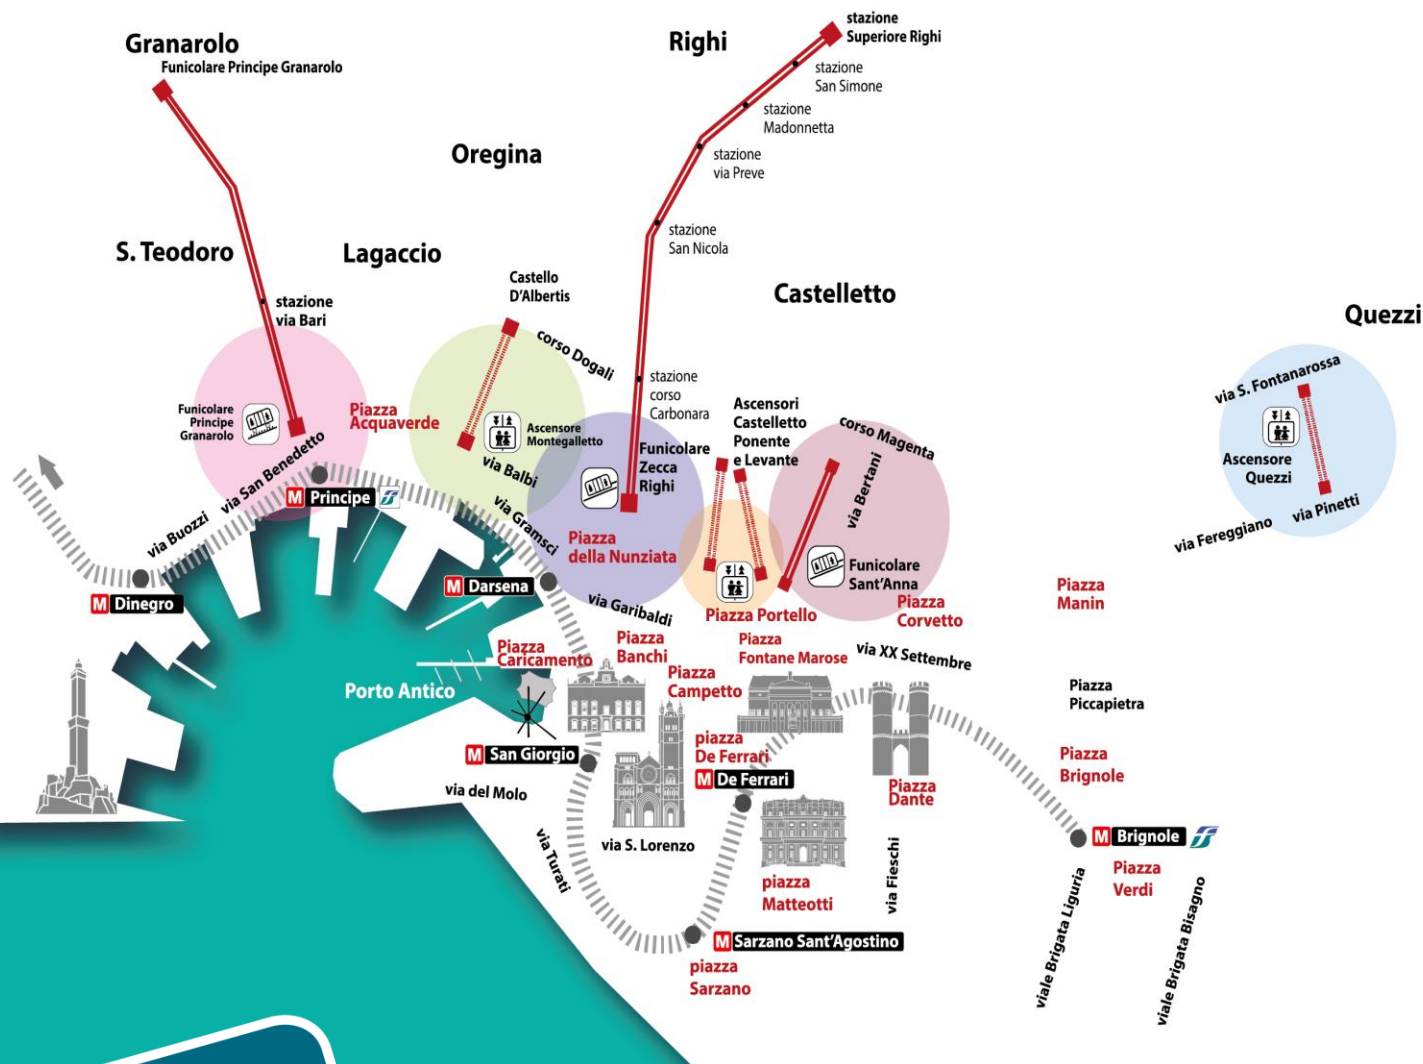 Granarolo
Funicolare Principe Granarolo
Righi
stazione
Superiore Righi
stazione
San Simone
stazione
Madonnetta
Oregina
stazione
via Preve
S. Teodoro
Lagaccio
stazione
San Nicola
Castello
D'Albertis
Castelletto
Quezzi
stazione
via Bari
corso Dogali
stazione
corso
Carbonara
via S. Fontanarossa
Funicolare
Principe
Granarolo
Piazza
Acquaverde
Ascensore
Montegalletto
Ascensori
Castelletto
Ponente
e Levante
corso Magenta
via Bertani
Ascensore
Quezzi
via San Benedetto
via Balbi
Funicolare
Zecca
Righi
via Pinetti
via Fereggiano
M Principe
via Buozzi
via Gramsci
Piazza
della Nunziata
Funicolare
Sant'Anna
M Dinegro
M Darsena
via Garibaldi
Piazza Portello
Piazza
Corvetto
Piazza
Manin
Piazza
Caricamento
Piazza
Banchi
Piazza
Fontane Marose
via XX Settembre
Porto Antico
Piazza
Campetto
Piazza
Piccapietra
M San Giorgio
piazza
De Ferrari
M De Ferrari
Piazza
Brignole
via del Molo
Piazza
Dante
via Turati
via S. Lorenzo
via Fieschi
M Brignole
piazza
Matteotti
Piazza
Verdi
M Sarzano Sant'Agostino
piazza
Sarzano
viale Brigata Liguria
viale Brigata Bisagno